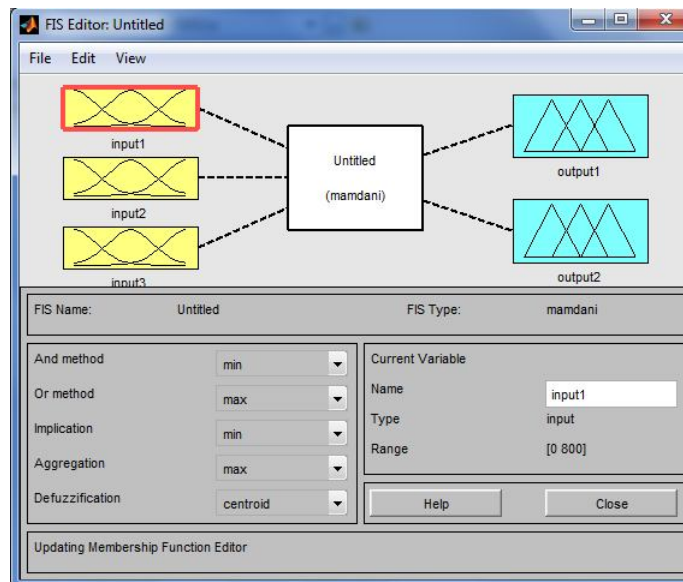 FIS Editor: Untitled
File Edit View
input1
input2
input3
Untitled
(mamdani)
output1
output2
FIS Name: Untitled FIS Type: mamdani
And method min
Or method max
Implication min
Aggregation max
Defuzzification centroid
Current Variable
Name input1
Type input
Range [0 800]
Help Close
Updating Membership Function Editor